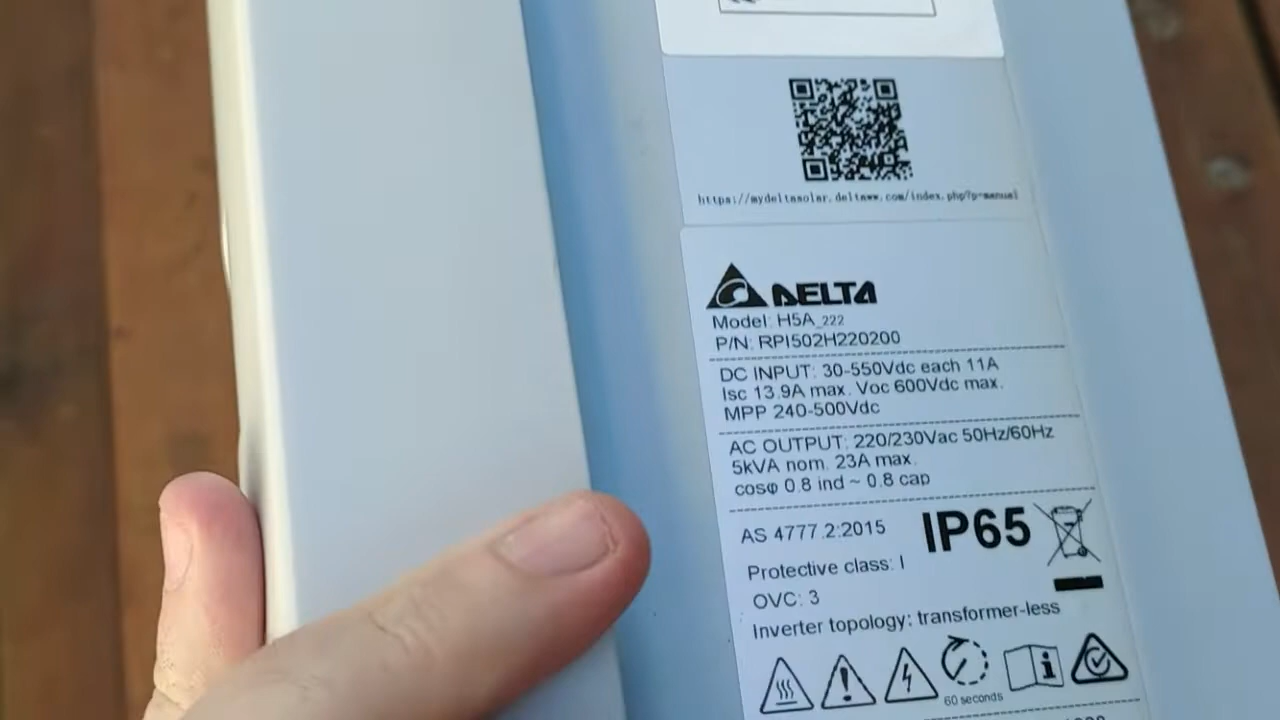 https://mydeltasolar.deltaww.com/index.php?p=manual
DELTA
Model: H5A_222
P/N: RPI502H220200
DC INPUT: 30-550Vdc each 11A
Isc 13.9A max. Voc 600Vdc max.
MPP 240-500Vdc
AC OUTPUT: 220/230Vac 50Hz/60Hz
5kVA nom. 23A max.
cosφ 0.8 ind ~ 0.8 cap
AS 4777.2:2015
IP65
Protective class: I
OVC: 3
Inverter topology: transformer-less
60 seconds